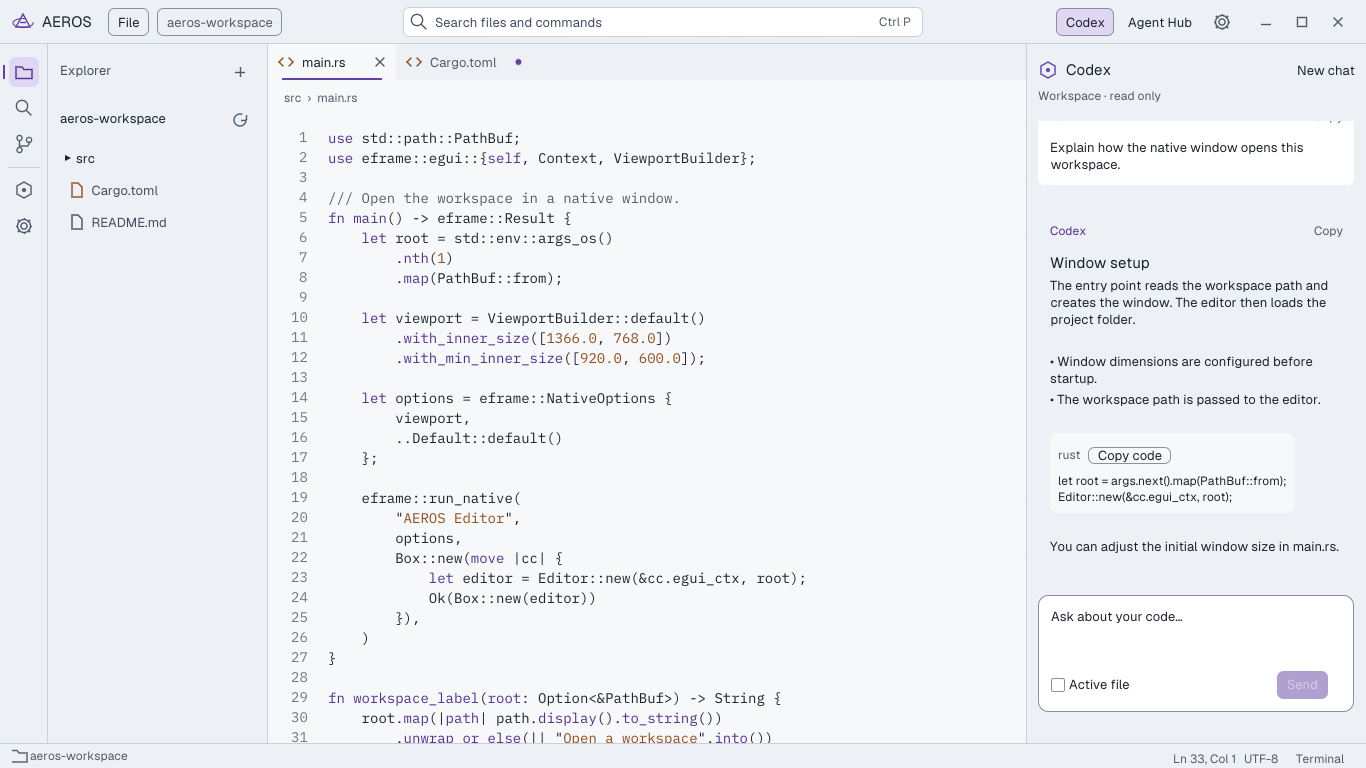 AEROS File aeros-workspace Search files and commands Ctrl P Codex Agent Hub
Explorer +
aeros-workspace
src
Cargo.toml
README.md
main.rs Cargo.toml
src › main.rs
1 use std::path::PathBuf;
2 use eframe::egui::{self, Context, ViewportBuilder};
3
4 /// Open the workspace in a native window.
5 fn main() -> eframe::Result {
6     let root = std::env::args_os()
7         .nth(1)
8         .map(PathBuf::from);
9
10     let viewport = ViewportBuilder::default()
11         .with_inner_size([1366.0, 768.0])
12         .with_min_inner_size([920.0, 600.0]);
13
14     let options = eframe::NativeOptions {
15         viewport,
16         ..Default::default()
17     };
18
19     eframe::run_native(
20         "AEROS Editor",
21         options,
22         Box::new(move |cc| {
23             let editor = Editor::new(&cc.egui_ctx, root);
24             Ok(Box::new(editor))
25         }),
26     )
27 }
28
29 fn workspace_label(root: Option<&PathBuf>) -> String {
30     root.map(|path| path.display().to_string())
31         .unwrap_or_else(|| "Open a workspace".into())
Codex New chat
Workspace · read only
Explain how the native window opens this
workspace.
Codex Copy
Window setup
The entry point reads the workspace path and
creates the window. The editor then loads the
project folder.
• Window dimensions are configured before
startup.
• The workspace path is passed to the editor.
rust Copy code
let root = args.next().map(PathBuf::from);
Editor::new(&cc.egui_ctx, root);
You can adjust the initial window size in main.rs.
Ask about your code…
Active file Send
aeros-workspace Ln 33, Col 1 UTF-8 Terminal